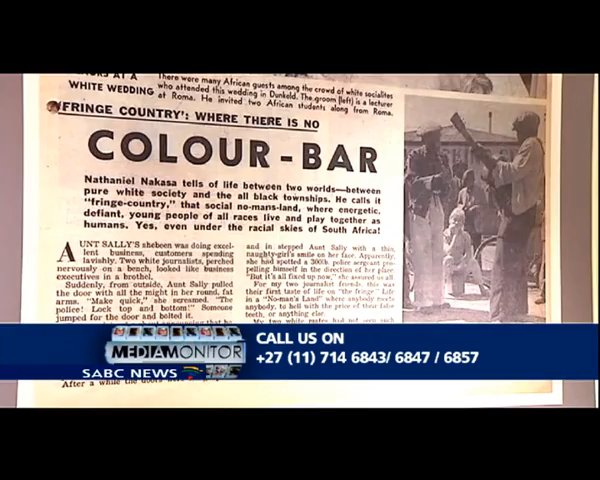 There were many African guests among the crowd of white socialites
WHITE WEDDING who attended this wedding in Dunkeld. The groom [left] is a lecturer
at Roma. He invited two African students along from Roma.
'FRINGE COUNTRY': WHERE THERE IS NO
COLOUR-BAR
Nathaniel Nakasa tells of life between two worlds—between
pure white society and the all black townships. He calls it
"fringe-country," that social no-mans-land, where energetic,
defiant, young people of all races live and play together as
humans. Yes, even under the racial skies of South Africa!
AUNT SALLY'S shebeen was doing excel-
lent business, customers spending
lavishly. Two white journalists, perched
nervously on a bench, looked like business
executives in a brothel.
Suddenly, from outside, Aunt Sally pulled
the door with all the might in her round, fat
arms. "Make quick," she screamed. "The
police! Lock top and bottom!" Someone
jumped for the door and bolted it.
After a while the doors were
and in stepped Aunt Sally with a thin,
naughty-girl's smile on her face. Apparently,
she had spotted a 300lb. police sergeant pro-
pelling himself in the direction of her place.
"But it's all fixed up now," she assured us all.
For my two journalist friends, this was
their first taste of life on "the fringe." Life
in a "No-man's Land" where anybody meets
anybody, to hell with the price of their false
teeth, or anything else.
My two white mates had not seen such
MEDIAMONITOR
SABC NEWS
CALL US ON
+27 (11) 714 6843/ 6847 / 6857